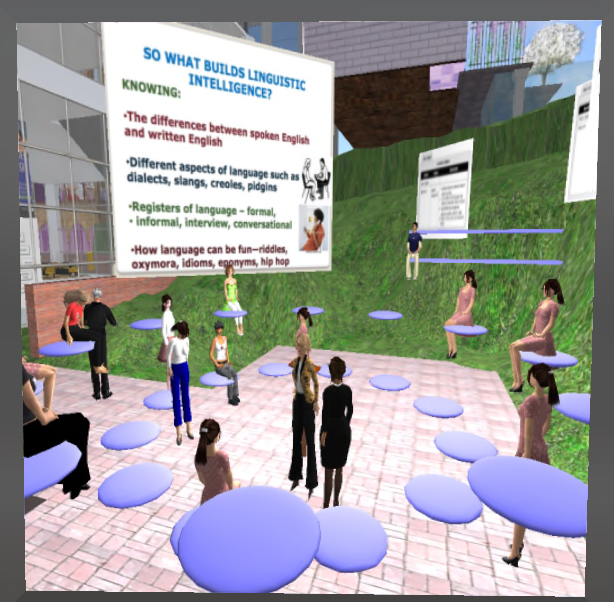 SO WHAT BUILDS LINGUISTIC
INTELLIGENCE?
KNOWING:
•The differences between spoken English
and written English
•Different aspects of language such as
dialects, slangs, creoles, pidgins
•Registers of language – formal,
• informal, interview, conversational
•How language can be fun—riddles,
oxymora, idioms, eponyms, hip hop